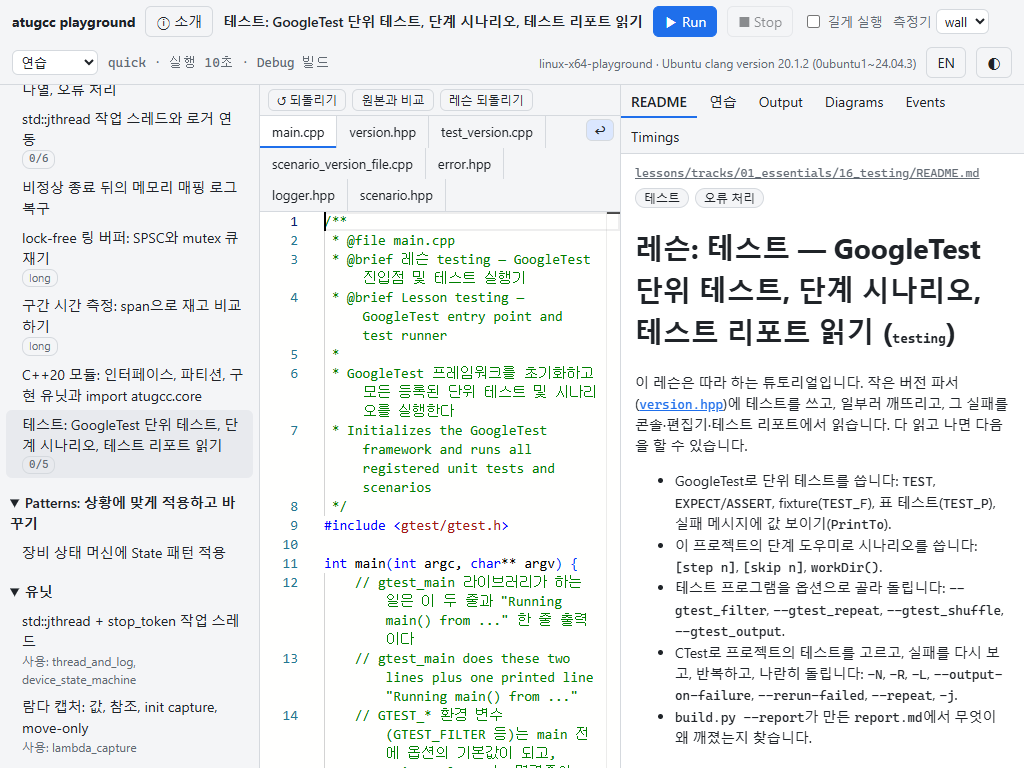 atugcc playground
ⓘ 소개
테스트: GoogleTest 단위 테스트, 단계 시나리오, 테스트 리포트 읽기
▶ Run
■ Stop
길게 실행
측정기
wall
연습
quick · 실행 10초 · Debug 빌드
linux-x64-playground · Ubuntu clang version 20.1.2 (0ubuntu1~24.04.3)
EN
나열, 오류 처리
std::jthread 작업 스레드와 로거 연
동
0/6
비정상 종료 뒤의 메모리 매핑 로그
복구
lock-free 링 버퍼: SPSC와 mutex 큐
재기
long
구간 시간 측정: span으로 재고 비교
하기
long
C++20 모듈: 인터페이스, 파티션, 구
현 유닛과 import atugcc.core
테스트: GoogleTest 단위 테스트, 단
계 시나리오, 테스트 리포트 읽기
0/5
▼ Patterns: 상황에 맞게 적용하고 바
꾸기
장비 상태 머신에 State 패턴 적용
▼ 유닛
std::jthread + stop_token 작업 스레
드
사용: thread_and_log,
device_state_machine
람다 캡처: 값, 참조, init capture,
move-only
사용: lambda_capture
↺ 되돌리기
원본과 비교
레슨 되돌리기
main.cpp
version.hpp
test_version.cpp
↩
scenario_version_file.cpp
error.hpp
logger.hpp
scenario.hpp
1 /**
2 * @file main.cpp
3 * @brief 레슨 testing — GoogleTest
진입점 및 테스트 실행기
4 * @brief Lesson testing —
GoogleTest entry point and
test runner
5 *
6 * GoogleTest 프레임워크를 초기화하고
모든 등록된 단위 테스트 및 시나리
오를 실행한다
7 * Initializes the GoogleTest
framework and runs all
registered unit tests and
scenarios
8 */
9 #include <gtest/gtest.h>
10
11 int main(int argc, char** argv) {
12 // gtest_main 라이브러리가 하는
일은 이 두 줄과 "Running
main() from ..." 한 줄 출력
이다
13 // gtest_main does these two
lines plus one printed line
"Running main() from ..."
14 // GTEST_* 환경 변수
(GTEST_FILTER 등)는 main 전
에 옵션의 기본값이 되고,
README
연습
Output
Diagrams
Events
Timings
lessons/tracks/01_essentials/16_testing/README.md
테스트
오류 처리
레슨: 테스트 — GoogleTest
단위 테스트, 단계 시나리오,
테스트 리포트 읽기 (testing)
이 레슨은 따라 하는 튜토리얼입니다. 작은 버전 파서
(version.hpp)에 테스트를 쓰고, 일부러 깨뜨리고, 그 실패를
콘솔·편집기·테스트 리포트에서 읽습니다. 다 읽고 나면 다음
을 할 수 있습니다.
• GoogleTest로 단위 테스트를 씁니다: TEST,
EXPECT/ASSERT, fixture(TEST_F), 표 테스트(TEST_P),
실패 메시지에 값 보이기(PrintTo).
• 이 프로젝트의 단계 도우미로 시나리오를 씁니다:
[step n], [skip n], workDir().
• 테스트 프로그램을 옵션으로 골라 돌립니다: --
gtest_filter, --gtest_repeat, --gtest_shuffle,
--gtest_output.
• CTest로 프로젝트의 테스트를 고르고, 실패를 다시 보
고, 반복하고, 나란히 돌립니다: -N, -R, -L, --output-
on-failure, --rerun-failed, --repeat, -j.
• build.py --report가 만든 report.md에서 무엇이
왜 깨졌는지 찾습니다.